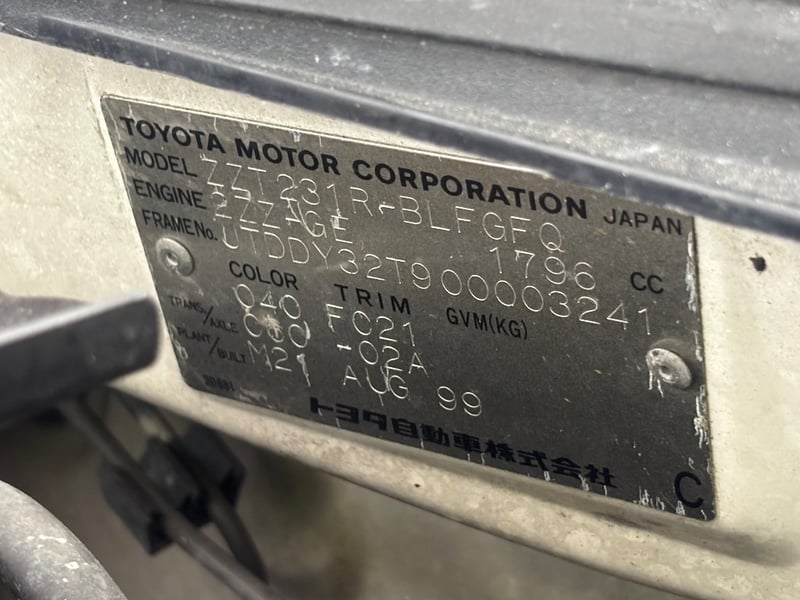 TOYOTA MOTOR CORPORATION JAPAN
MODEL ZZT231R-BLFGFQ
ENGINE 2ZZ-GE 1796 CC
FRAME No. JTDDY32T900003241
COLOR TRIM GVM(KG)
040 FC21
TRANS./AXLE C60 -02A
PLANT/BUILT M21 AUG 99
トヨタ自動車株式会社
C